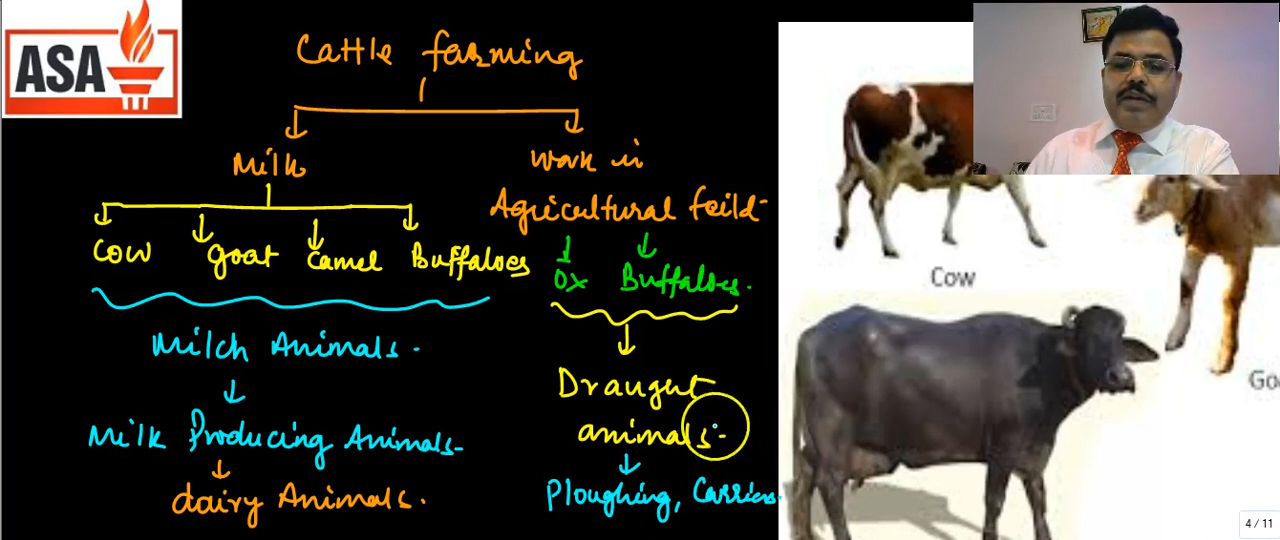 ASA
Cattle farming
Milk
Work in
Agricultural feild
Cow Goat Camel Buffaloes
Ox Buffaloes.
Milch Animals.
Draught
animals.
Milk Producing Animals.
dairy Animals.
Ploughing,
Cow
Go
4 / 11